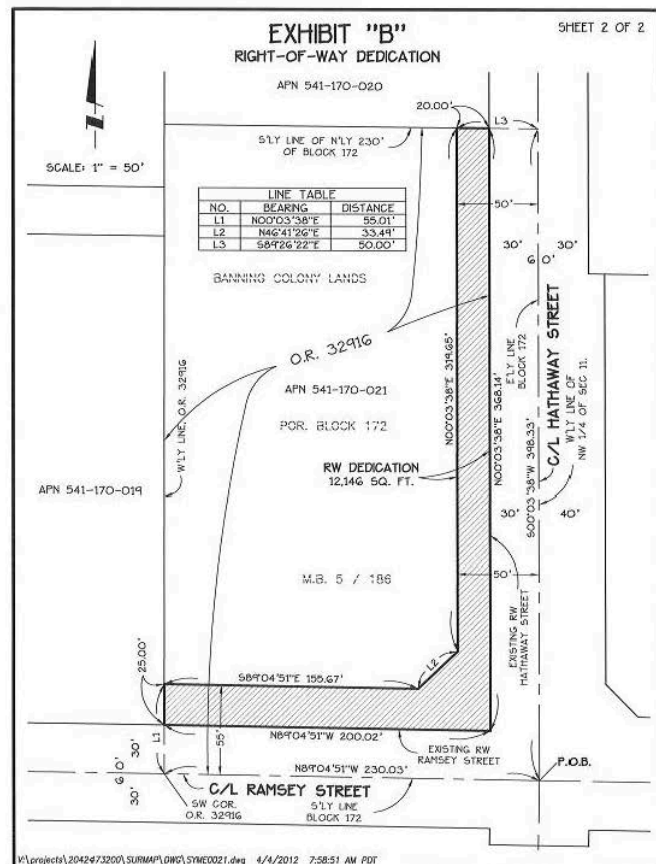 EXHIBIT "B"
SHEET 2 OF 2
RIGHT-OF-WAY DEDICATION
APN 541-170-020
20.00'
L3
S'LY LINE OF N'LY 230'
OF BLOCK 172
SCALE: 1" = 50'
LINE TABLE
NO. BEARING DISTANCE
L1 N00°03'38"E 55.01'
L2 N46°41'26"E 33.49'
L3 S89°26'22"E 50.00'
50'
30' 30'
60'
BANNING COLONY LANDS
O.R. 32916
E'LY LINE
BLOCK 172
C/L HATHAWAY STREET
W'LY LINE OF
NW 1/4 OF SEC 11.
N00°03'38"E 319.65'
N00°03'38"E 368.14'
S00°03'38"W 398.33'
W'LY LINE, O.R. 32916
APN 541-170-021
POR. BLOCK 172
RW DEDICATION
12,146 SQ. FT.
APN 541-170-019
30' 40'
M.B. 5 / 186
50'
EXISTING RW
HATHAWAY STREET
25.00'
S89°04'51"E 155.67'
L2
L1
55'
N89°04'51"W 200.02'
EXISTING RW
RAMSEY STREET
30'
60'
30'
N89°04'51"W 230.03'
P.O.B.
C/L RAMSEY STREET
SW COR.
O.R. 32916
S'LY LINE
BLOCK 172
V:\projects\2042473200\SURMAP\DWG\SYME0021.dwg 4/4/2012 7:58:51 AM PDT